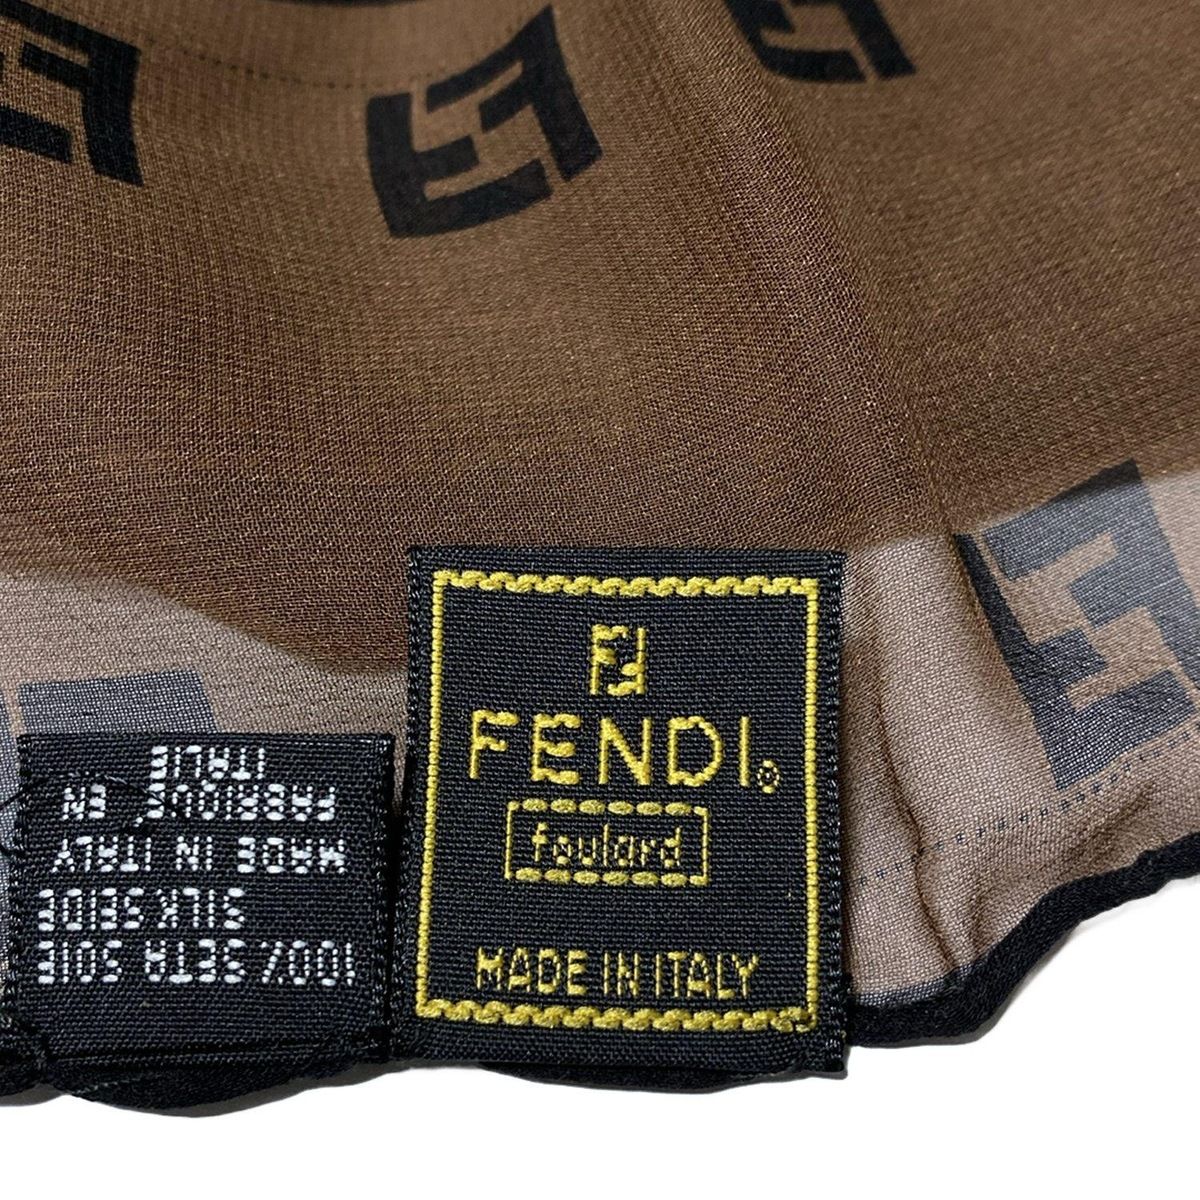 FF
FENDI®
foulard
MADE IN ITALY
100% SETA SOIE
SILK SEIDE
MADE IN ITALY
FABRIQUE EN
ITALIE